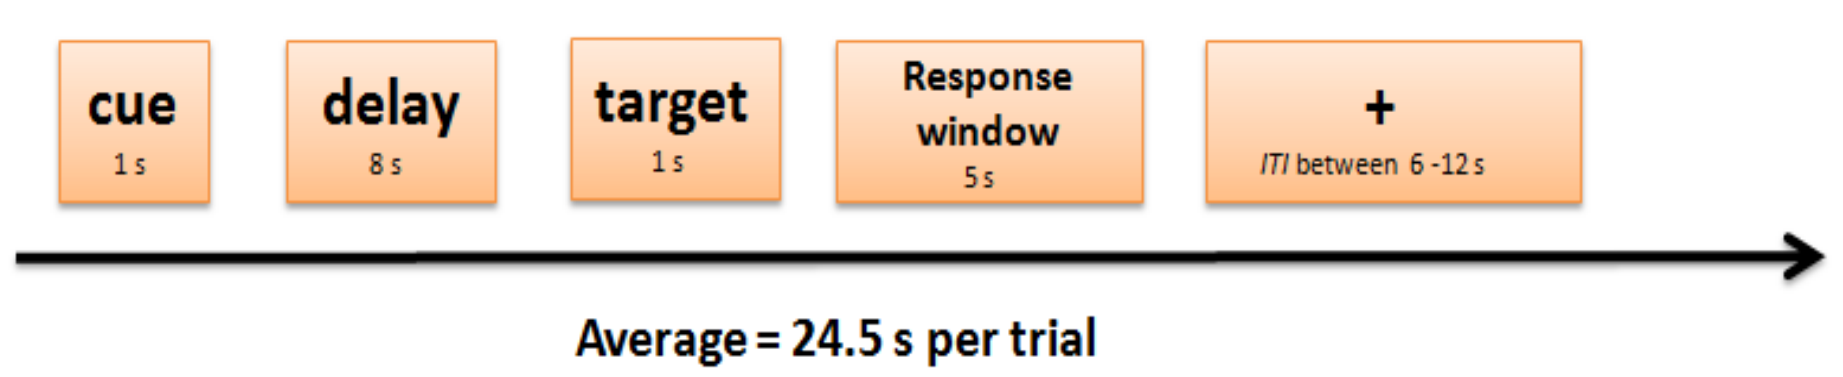 cue
1 s
delay
8 s
target
1 s
Response
window
5 s
+
ITI between 6 -12 s
Average = 24.5 s per trial